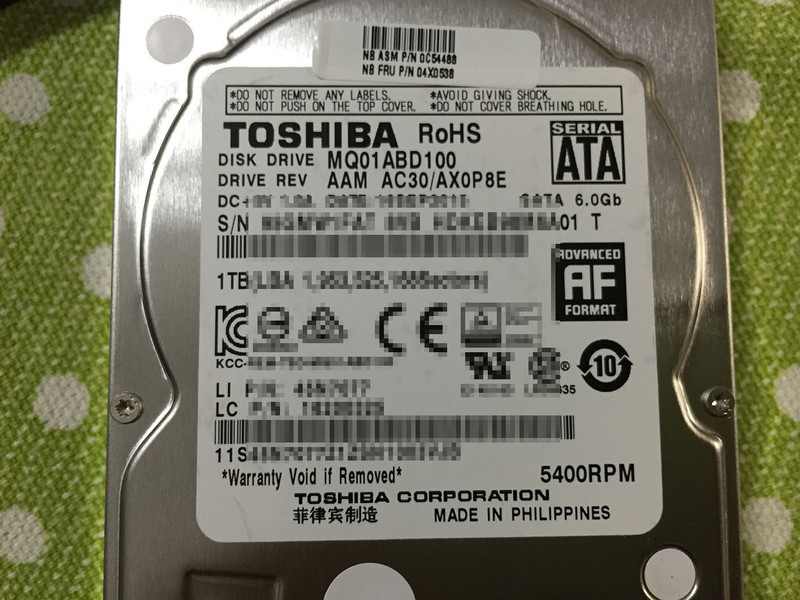 NB ASM P/N 0C54488
NB FRU P/N 04X0538
*DO NOT REMOVE ANY LABELS. *AVOID GIVING SHOCK.
*DO NOT PUSH ON THE TOP COVER. *DO NOT COVER BREATHING HOLE.
TOSHIBA RoHS
SERIAL
ATA
DISK DRIVE MQ01ABD100
DRIVE REV AAM AC30/AX0P8E
SATA 6.0Gb
S/N T
1TB
ADVANCED
AF
FORMAT
10
LI P/N:
LC P/N:
*Warranty Void if Removed* 5400RPM
TOSHIBA CORPORATION
菲律宾制造 MADE IN PHILIPPINES